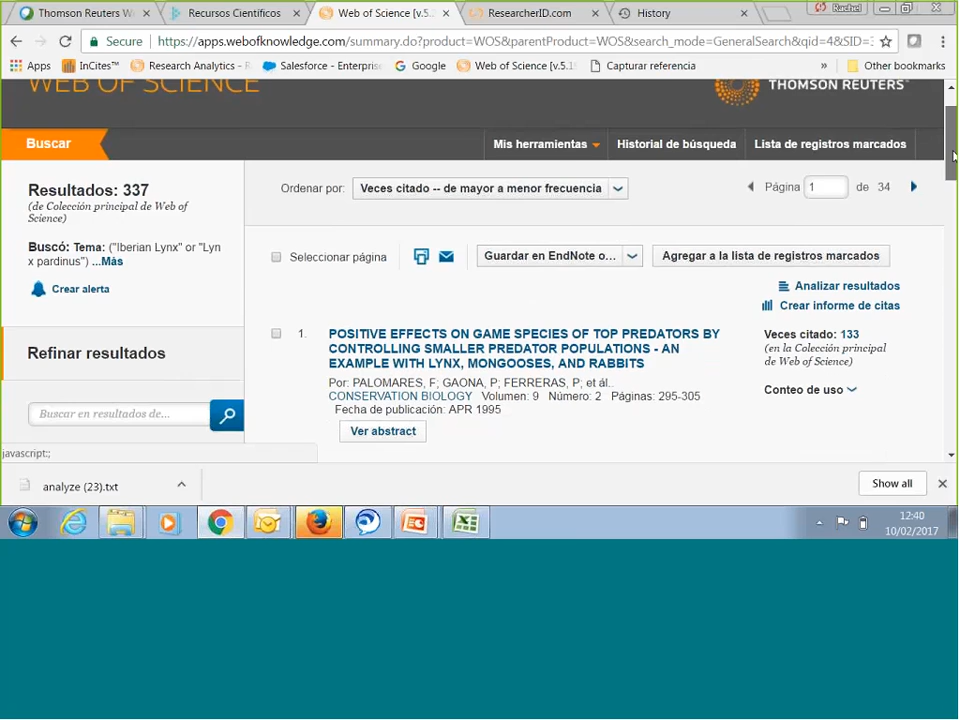 Thomson Reuters W
Recursos Científicos
Web of Science [v.5.
ResearcherID.com
History
Rachel
Secure
https://apps.webofknowledge.com/summary.do?product=WOS&parentProduct=WOS&search_mode=GeneralSearch&qid=4&SID=
Apps
InCites™
Research Analytics -
Salesforce - Enterpris
Google
Web of Science [v.5.1
Capturar referencia
»
Other bookmarks
WEB OF SCIENCE
THOMSON REUTERS™
Buscar
Mis herramientas
Historial de búsqueda
Lista de registros marcados
Resultados: 337
(de Colección principal de Web of
Science)
Buscó: Tema: ("Iberian Lynx" or "Lyn
x pardinus") ...Más
Crear alerta
Refinar resultados
Buscar en resultados de...
javascript:;
Ordenar por:
Veces citado -- de mayor a menor frecuencia
Página 1 de 34
Seleccionar página
Guardar en EndNote o...
Agregar a la lista de registros marcados
Analizar resultados
Crear informe de citas
1.
POSITIVE EFFECTS ON GAME SPECIES OF TOP PREDATORS BY
CONTROLLING SMALLER PREDATOR POPULATIONS - AN
EXAMPLE WITH LYNX, MONGOOSES, AND RABBITS
Por: PALOMARES, F; GAONA, P; FERRERAS, P; et ál..
CONSERVATION BIOLOGY Volumen: 9 Número: 2 Páginas: 295-305
Fecha de publicación: APR 1995
Ver abstract
Veces citado: 133
(en la Colección principal
de Web of Science)
Conteo de uso
analyze (23).txt
Show all
12:40
10/02/2017